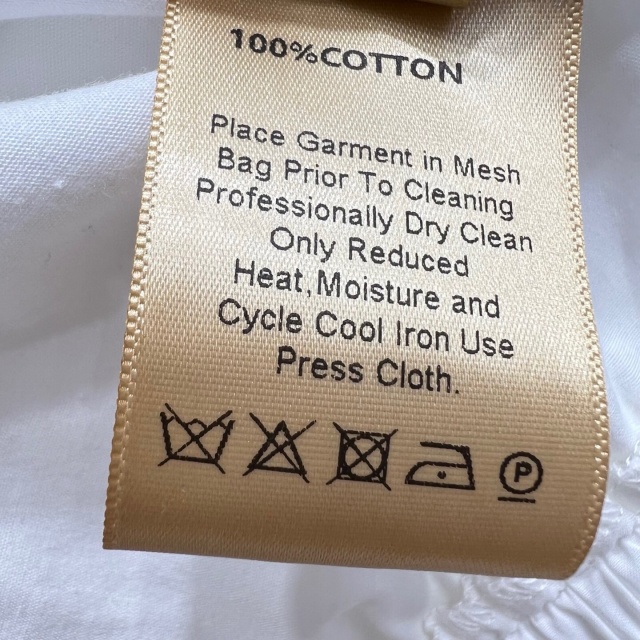 100%COTTON
Place Garment in Mesh
Bag Prior To Cleaning
Professionally Dry Clean
Only Reduced
Heat,Moisture and
Cycle Cool Iron Use
Press Cloth.
P